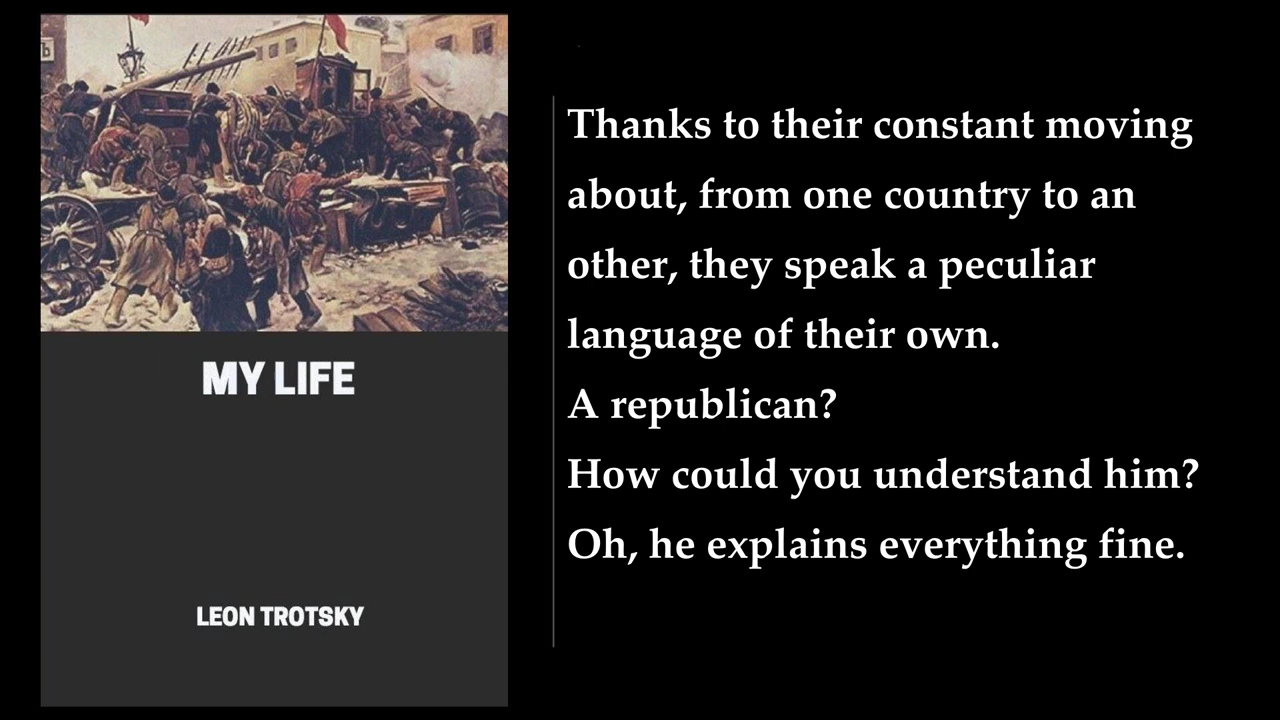 Ъ
MY LIFE
LEON TROTSKY
Thanks to their constant moving
about, from one country to an
other, they speak a peculiar
language of their own.
A republican?
How could you understand him?
Oh, he explains everything fine.